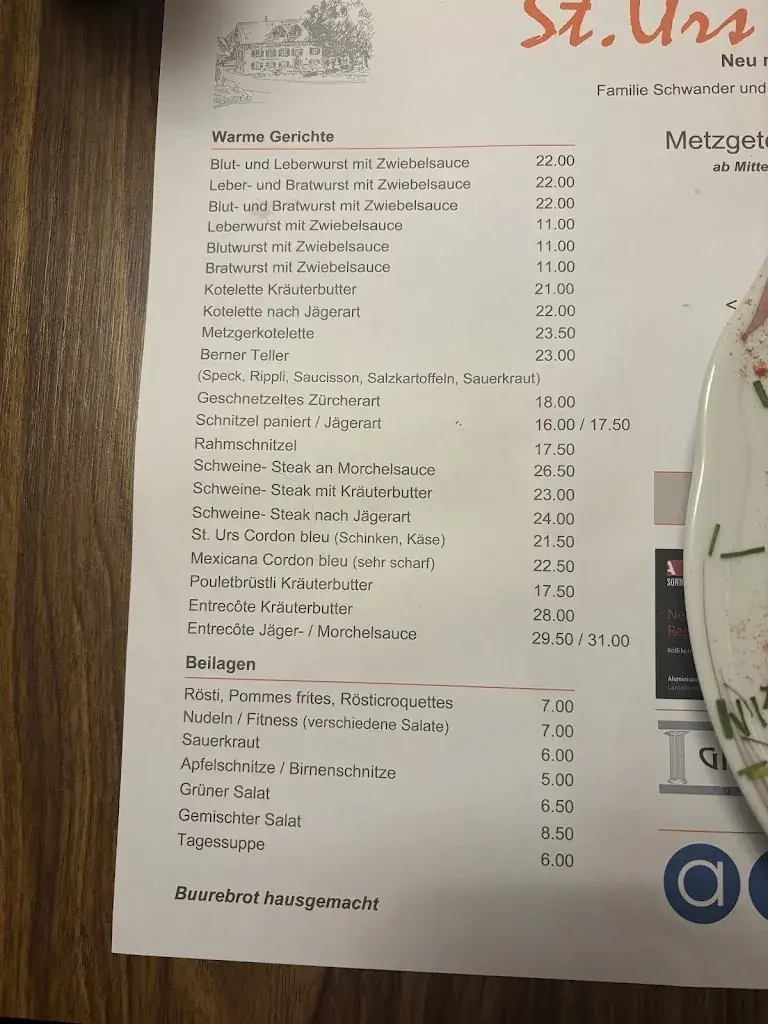 St. Urs
Neu
Familie Schwander und
Metzgete
ab Mitte
Warme Gerichte
Blut- und Leberwurst mit Zwiebelsauce 22.00
Leber- und Bratwurst mit Zwiebelsauce 22.00
Blut- und Bratwurst mit Zwiebelsauce 22.00
Leberwurst mit Zwiebelsauce 11.00
Blutwurst mit Zwiebelsauce 11.00
Bratwurst mit Zwiebelsauce 11.00
Kotelette Kräuterbutter 21.00
Kotelette nach Jägerart 22.00
Metzgerkotelette 23.50
Berner Teller 23.00
(Speck, Rippli, Saucisson, Salzkartoffeln, Sauerkraut)
Geschnetzeltes Zürcherart 18.00
Schnitzel paniert / Jägerart 16.00 / 17.50
Rahmschnitzel 17.50
Schweine- Steak an Morchelsauce 26.50
Schweine- Steak mit Kräuterbutter 23.00
Schweine- Steak nach Jägerart 24.00
St. Urs Cordon bleu (Schinken, Käse) 21.50
Mexicana Cordon bleu (sehr scharf) 22.50
Pouletbrüstli Kräuterbutter 17.50
Entrecôte Kräuterbutter 28.00
Entrecôte Jäger- / Morchelsauce 29.50 / 31.00
Beilagen
Rösti, Pommes frites, Rösticroquettes 7.00
Nudeln / Fitness (verschiedene Salate) 7.00
Sauerkraut 6.00
Apfelschnitze / Birnenschnitze 5.00
Grüner Salat 6.50
Gemischter Salat 8.50
Tagessuppe 6.00
Buurebrot hausgemacht
<
Kölliken
Aluminium
a